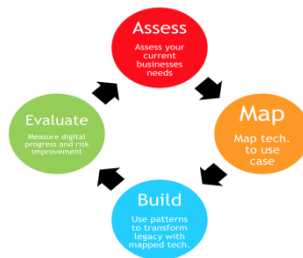 Assess
Assess your
current
businesses
needs
Map
Map tech.
to use
case
Build
Use patterns
to transform
legacy with
mapped tech.
Evaluate
Measure digital
progress and risk
improvement